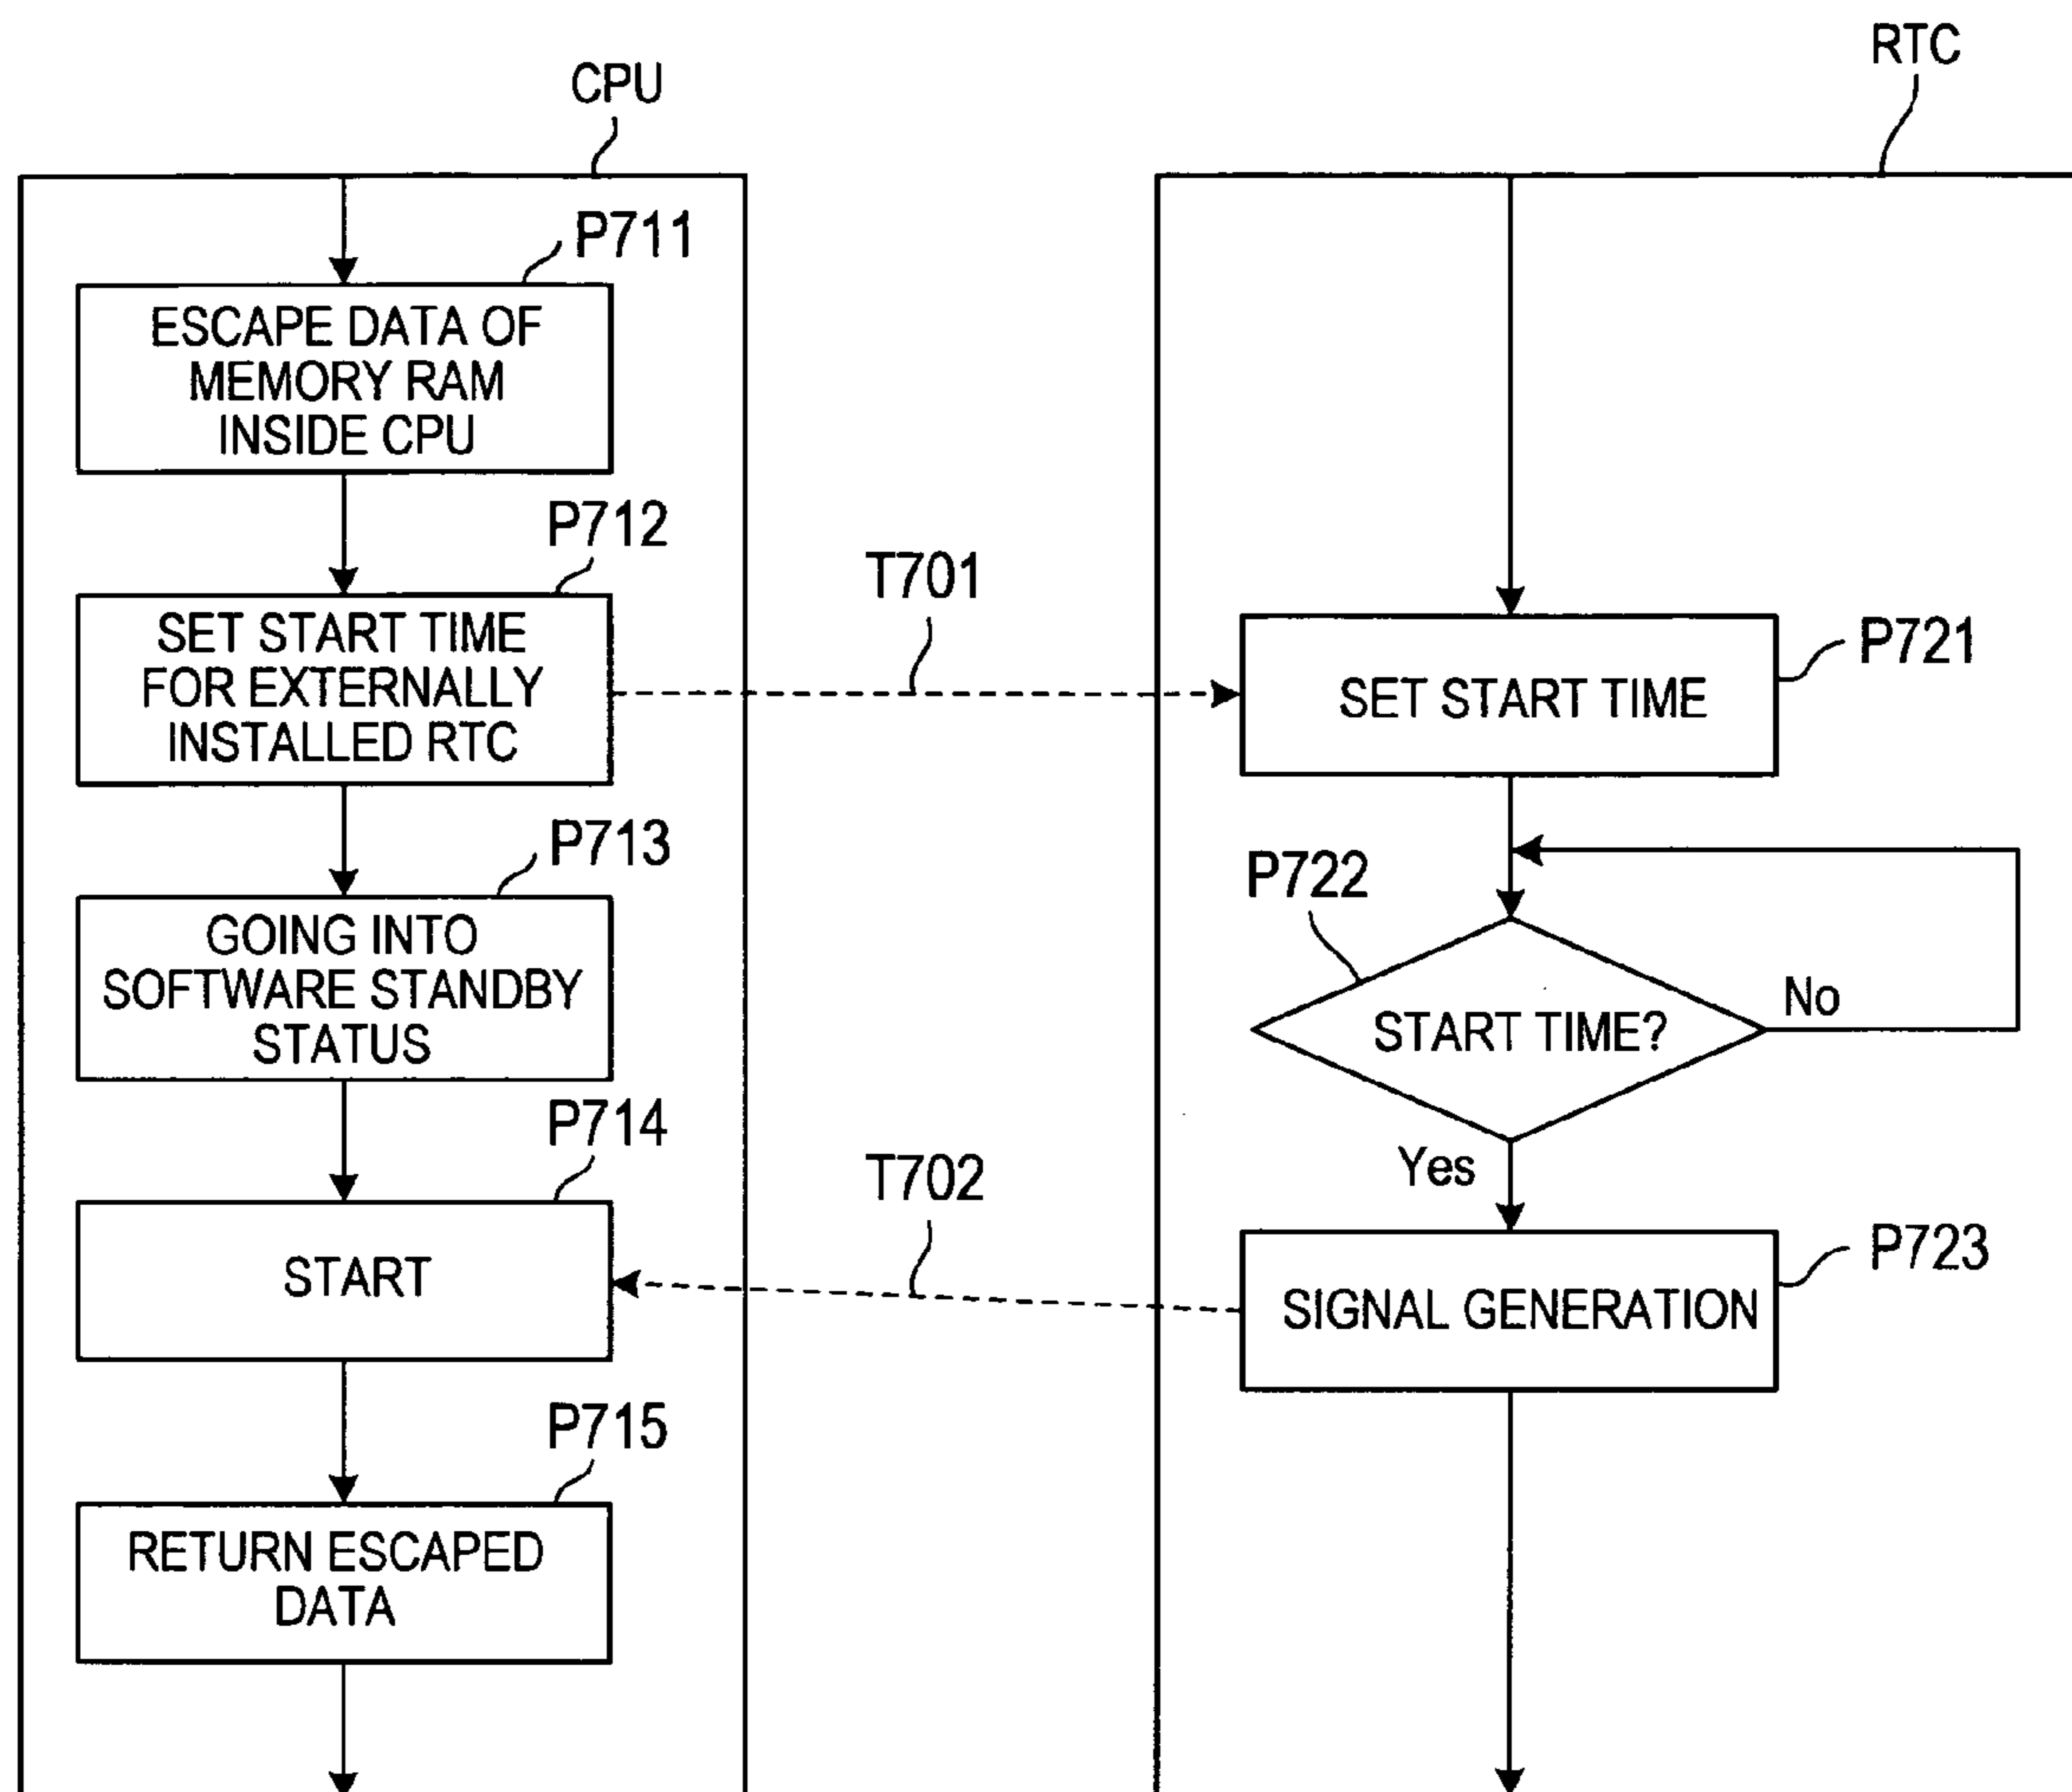 CPU
P711
ESCAPE DATA OF
MEMORY RAM
INSIDE CPU
P712
SET START TIME
FOR EXTERNALLY
INSTALLED RTC
P713
GOING INTO
SOFTWARE STANDBY
STATUS
P714
START
P715
RETURN ESCAPED
DATA
T701
T702
RTC
P721
SET START TIME
P722
START TIME?
No
Yes
P723
SIGNAL GENERATION